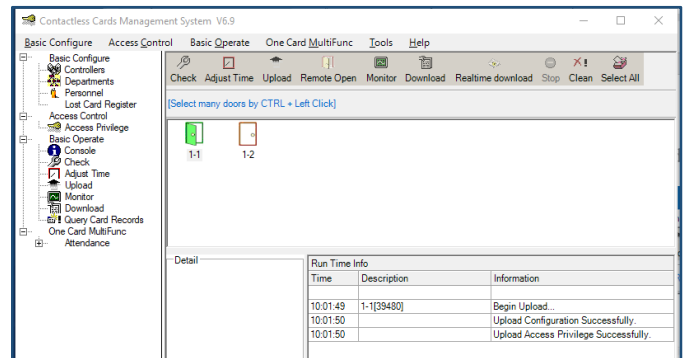 Contactless Cards Management System V6.9
Basic Configure Access Control Basic Operate One Card MultiFunc Tools Help
Basic Configure
Controllers
Departments
Personnel
Lost Card Register
Access Control
Access Privilege
Basic Operate
Console
Check
Adjust Time
Upload
Monitor
Download
Query Card Records
One Card MultiFunc
Attendance
Check Adjust Time Upload Remote Open Monitor Download Realtime download Stop Clean Select All
[Select many doors by CTRL + Left Click]
1-1 1-2
Detail
Run Time Info
Time Description Information
10:01:49 1-1[39480] Begin Upload...
10:01:50 Upload Configuration Successfully.
10:01:50 Upload Access Privilege Successfully.